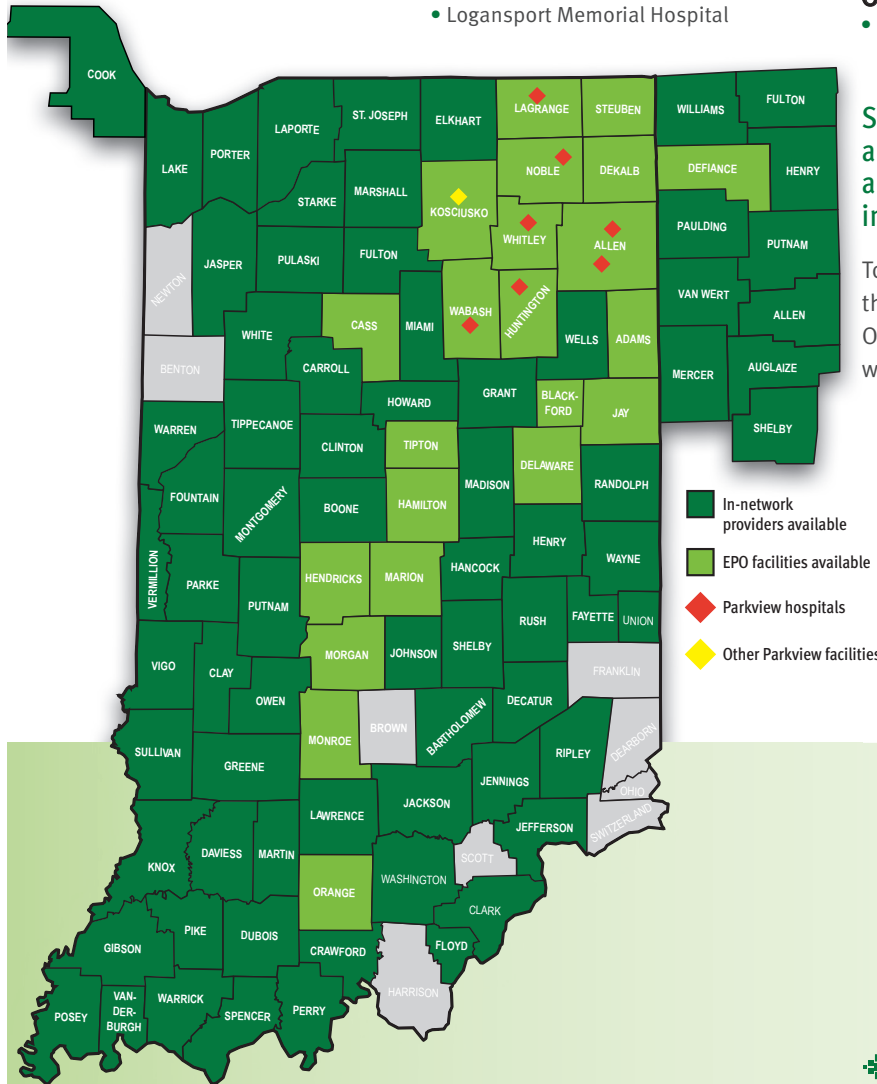 • Logansport Memorial Hospital
•
COOK
LAKE
PORTER
LAPORTE
ST. JOSEPH
ELKHART
LAGRANGE
STEUBEN
WILLIAMS
FULTON
STARKE
MARSHALL
KOSCIUSKO
NOBLE
DEKALB
DEFIANCE
HENRY
NEWTON
JASPER
PULASKI
FULTON
WHITLEY
ALLEN
PAULDING
PUTNAM
WHITE
CASS
MIAMI
WABASH
HUNTINGTON
WELLS
ADAMS
VAN WERT
ALLEN
BENTON
CARROLL
HOWARD
GRANT
BLACK-
FORD
JAY
MERCER
AUGLAIZE
SHELBY
WARREN
TIPPECANOE
CLINTON
TIPTON
MADISON
DELAWARE
RANDOLPH
FOUNTAIN
MONTGOMERY
BOONE
HAMILTON
HENRY
WAYNE
VERMILLION
PARKE
PUTNAM
HENDRICKS
MARION
HANCOCK
RUSH
FAYETTE
UNION
VIGO
CLAY
OWEN
MORGAN
JOHNSON
SHELBY
DECATUR
FRANKLIN
SULLIVAN
GREENE
MONROE
BROWN
BARTHOLOMEW
JENNINGS
RIPLEY
DEARBORN
OHIO
SWITZERLAND
KNOX
DAVIESS
MARTIN
LAWRENCE
JACKSON
JEFFERSON
SCOTT
ORANGE
WASHINGTON
CLARK
GIBSON
PIKE
DUBOIS
CRAWFORD
FLOYD
HARRISON
POSEY
VAN-
DER-
BURGH
WARRICK
SPENCER
PERRY
In-network
providers available
EPO facilities available
Parkview hospitals
Other Parkview facilities
S
a
a
in
To
th
O
w